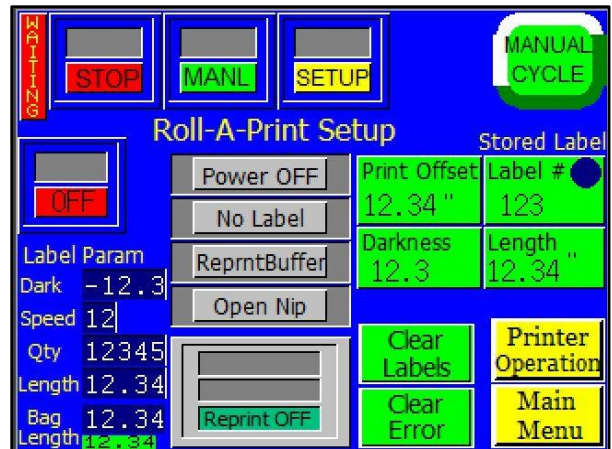 WAITING
STOP
MANL
SETUP
MANUAL
CYCLE
Roll-A-Print Setup
Stored Label
OFF
Power OFF
No Label
ReprntBuffer
Open Nip
Print Offset
12.34 "
Label #
123
Darkness
12.3
Length
12.34 "
Label Param
Dark -12.3
Speed 12
Qty 12345
Length 12.34
Bag 12.34
Length 12.34
Reprint OFF
Clear
Labels
Clear
Error
Printer
Operation
Main
Menu